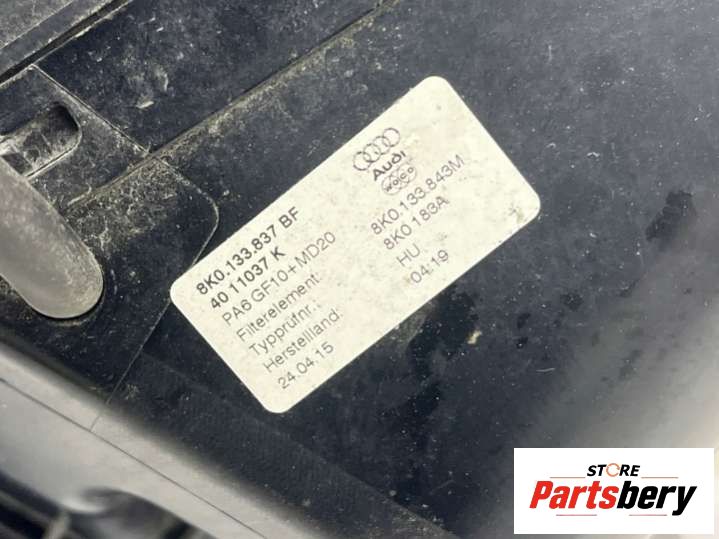 Audi
WOCO
8K0.133.837 BF
40 11037 K
PA6 GF10+MD20
Filterelement: 8K0.133.843M
Typprüfnr.: 8K0 183A
Herstelland: HU
24.04.15 04:19
STORE
Partsbery